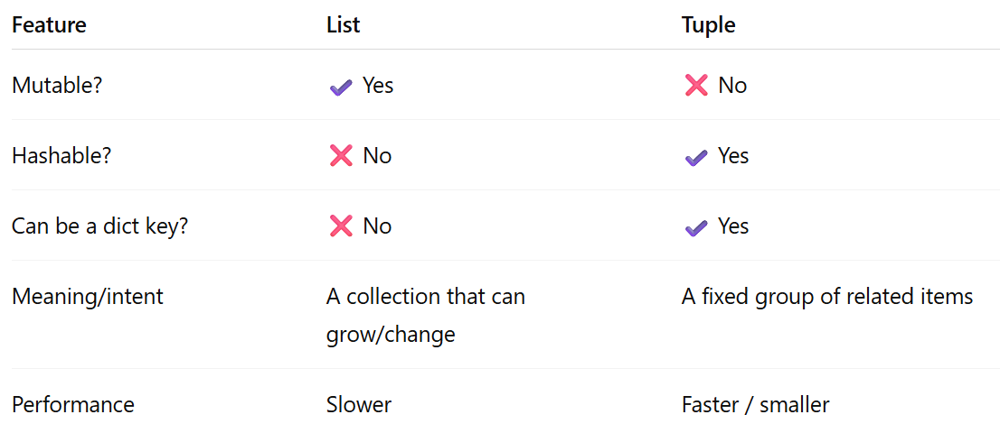 Feature List Tuple
Mutable? ✔ Yes ❌ No
Hashable? ❌ No ✔ Yes
Can be a dict key? ❌ No ✔ Yes
Meaning/intent A collection that can A fixed group of related items
grow/change
Performance Slower Faster / smaller